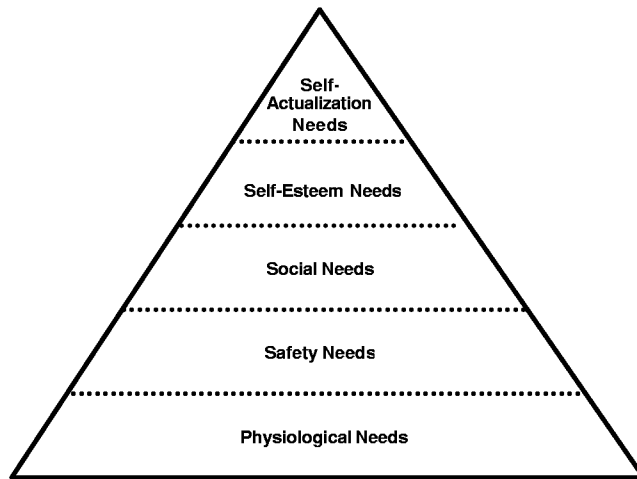 Self-
Actualization
Needs
Self-Esteem Needs
Social Needs
Safety Needs
Physiological Needs